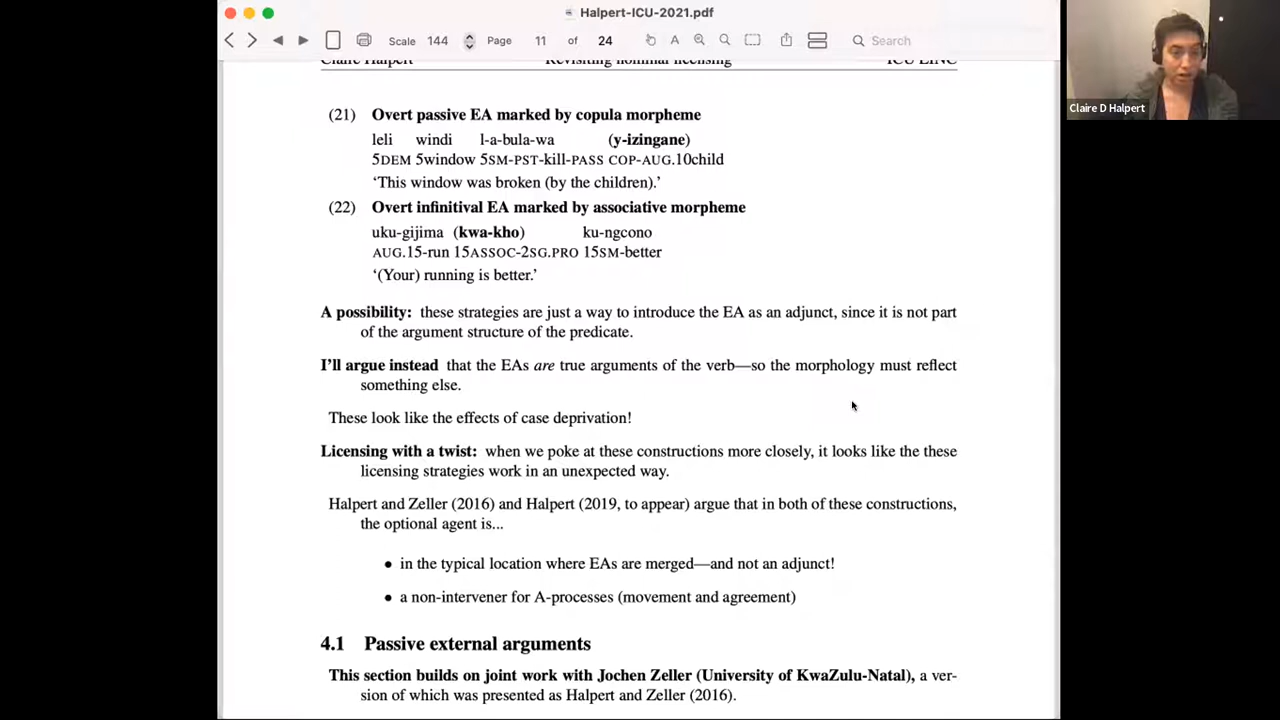 Halpert-ICU-2021.pdf
Scale 144 Page 11 of 24 Search
Claire D Halpert
Claire Halpert Revisiting nominal licensing ICU LINC
(21) Overt passive EA marked by copula morpheme
leli windi l-a-bula-wa (y-izingane)
5DEM 5window 5SM-PST-kill-PASS COP-AUG.10child
‘This window was broken (by the children).’
(22) Overt infinitival EA marked by associative morpheme
uku-gijima (kwa-kho) ku-ngcono
AUG.15-run 15ASSOC-2SG.PRO 15SM-better
‘(Your) running is better.’
A possibility: these strategies are just a way to introduce the EA as an adjunct, since it is not part
of the argument structure of the predicate.
I’ll argue instead that the EAs are true arguments of the verb—so the morphology must reflect
something else.
These look like the effects of case deprivation!
Licensing with a twist: when we poke at these constructions more closely, it looks like the these
licensing strategies work in an unexpected way.
Halpert and Zeller (2016) and Halpert (2019, to appear) argue that in both of these constructions,
the optional agent is...
• in the typical location where EAs are merged—and not an adjunct!
• a non-intervener for A-processes (movement and agreement)
4.1 Passive external arguments
This section builds on joint work with Jochen Zeller (University of KwaZulu-Natal), a ver-
sion of which was presented as Halpert and Zeller (2016).